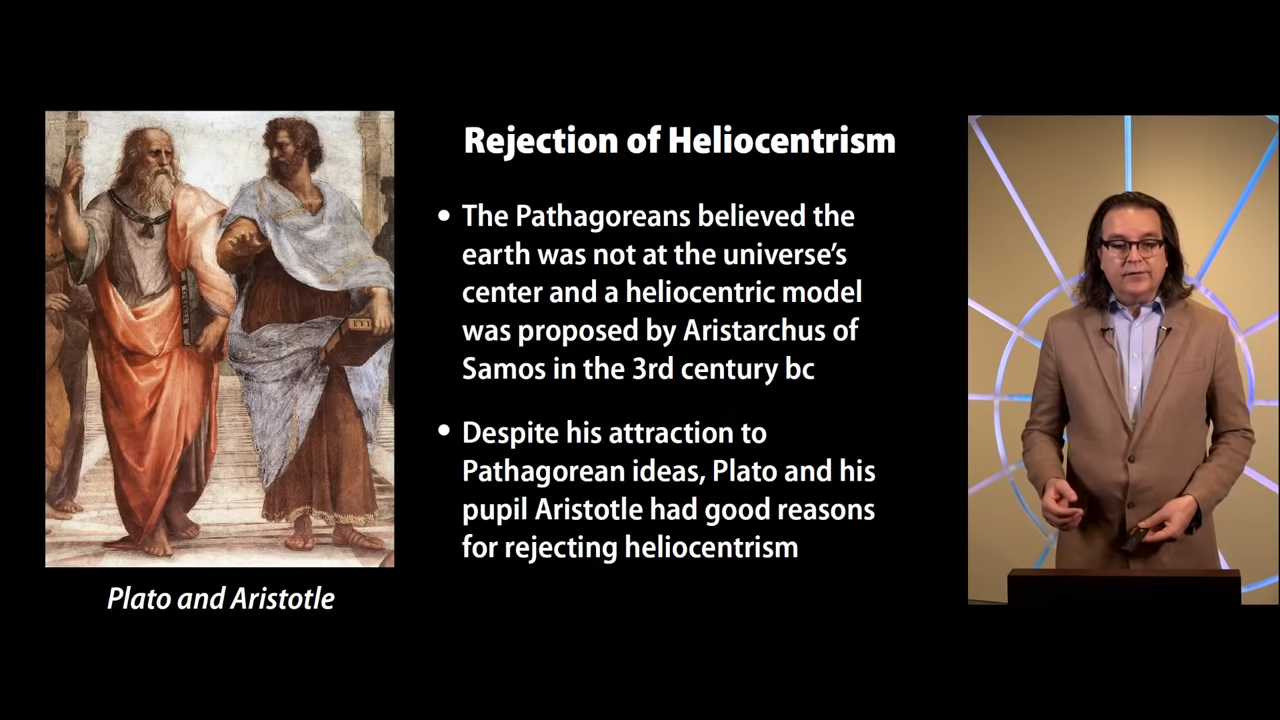 Rejection of Heliocentrism
• The Pathagoreans believed the
earth was not at the universe's
center and a heliocentric model
was proposed by Aristarchus of
Samos in the 3rd century bc
• Despite his attraction to
Pathagorean ideas, Plato and his
pupil Aristotle had good reasons
for rejecting heliocentrism
ETI
Plato and Aristotle